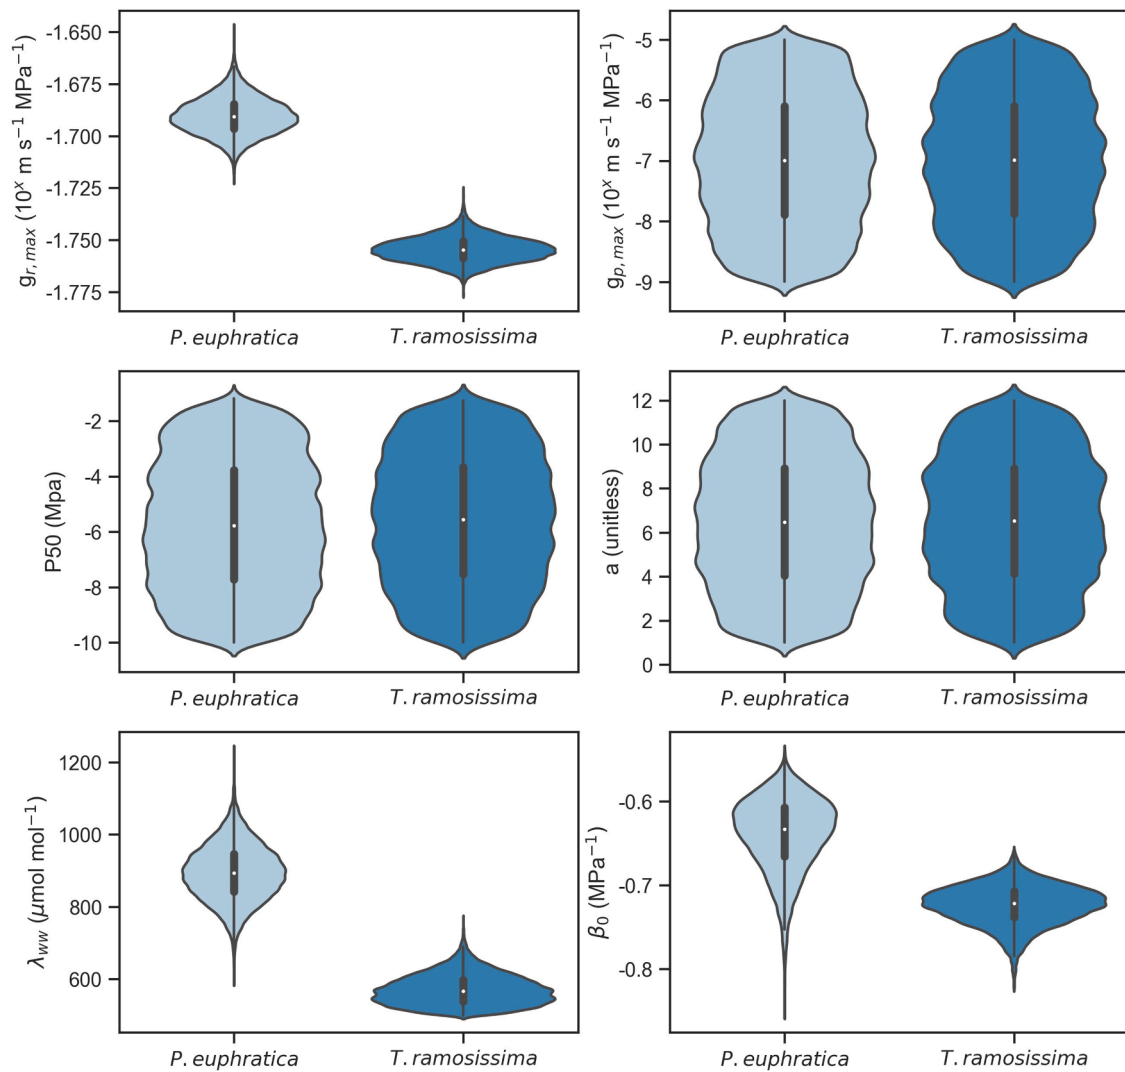 g_{r,max} (10^x m s^{−1} MPa^{−1})
-1.650
-1.675
-1.700
-1.725
-1.750
-1.775
P. euphratica
T. ramosissima
g_{p,max} (10^x m s^{−1} MPa^{−1})
-5
-6
-7
-8
-9
P. euphratica
T. ramosissima
P50 (Mpa)
-2
-4
-6
-8
-10
P. euphratica
T. ramosissima
a (unitless)
12
10
8
6
4
2
0
P. euphratica
T. ramosissima
λ_{ww} (μmol mol^{−1})
1200
1000
800
600
P. euphratica
T. ramosissima
β_0 (MPa^{−1})
-0.6
-0.7
-0.8
P. euphratica
T. ramosissima